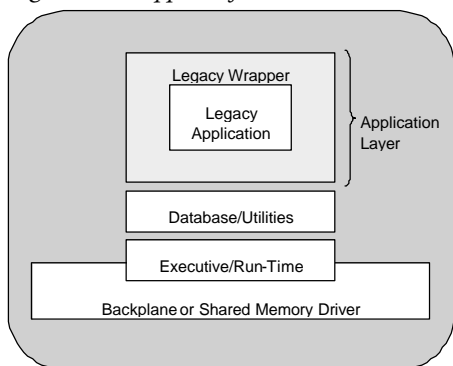 Legacy Wrapper
Legacy
Application
Application
Layer
Database/Utilities
Executive/Run-Time
Backplane or Shared Memory Driver